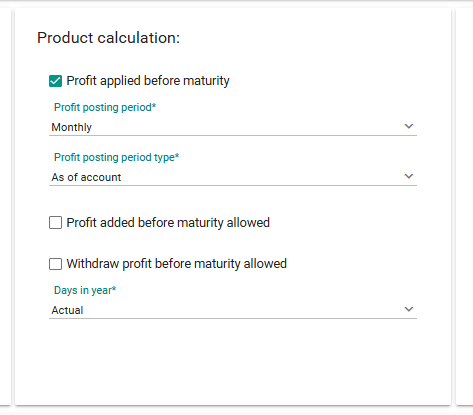 Product calculation:
Profit applied before maturity
Profit posting period*
Monthly
Profit posting period type*
As of account
Profit added before maturity allowed
Withdraw profit before maturity allowed
Days in year*
Actual